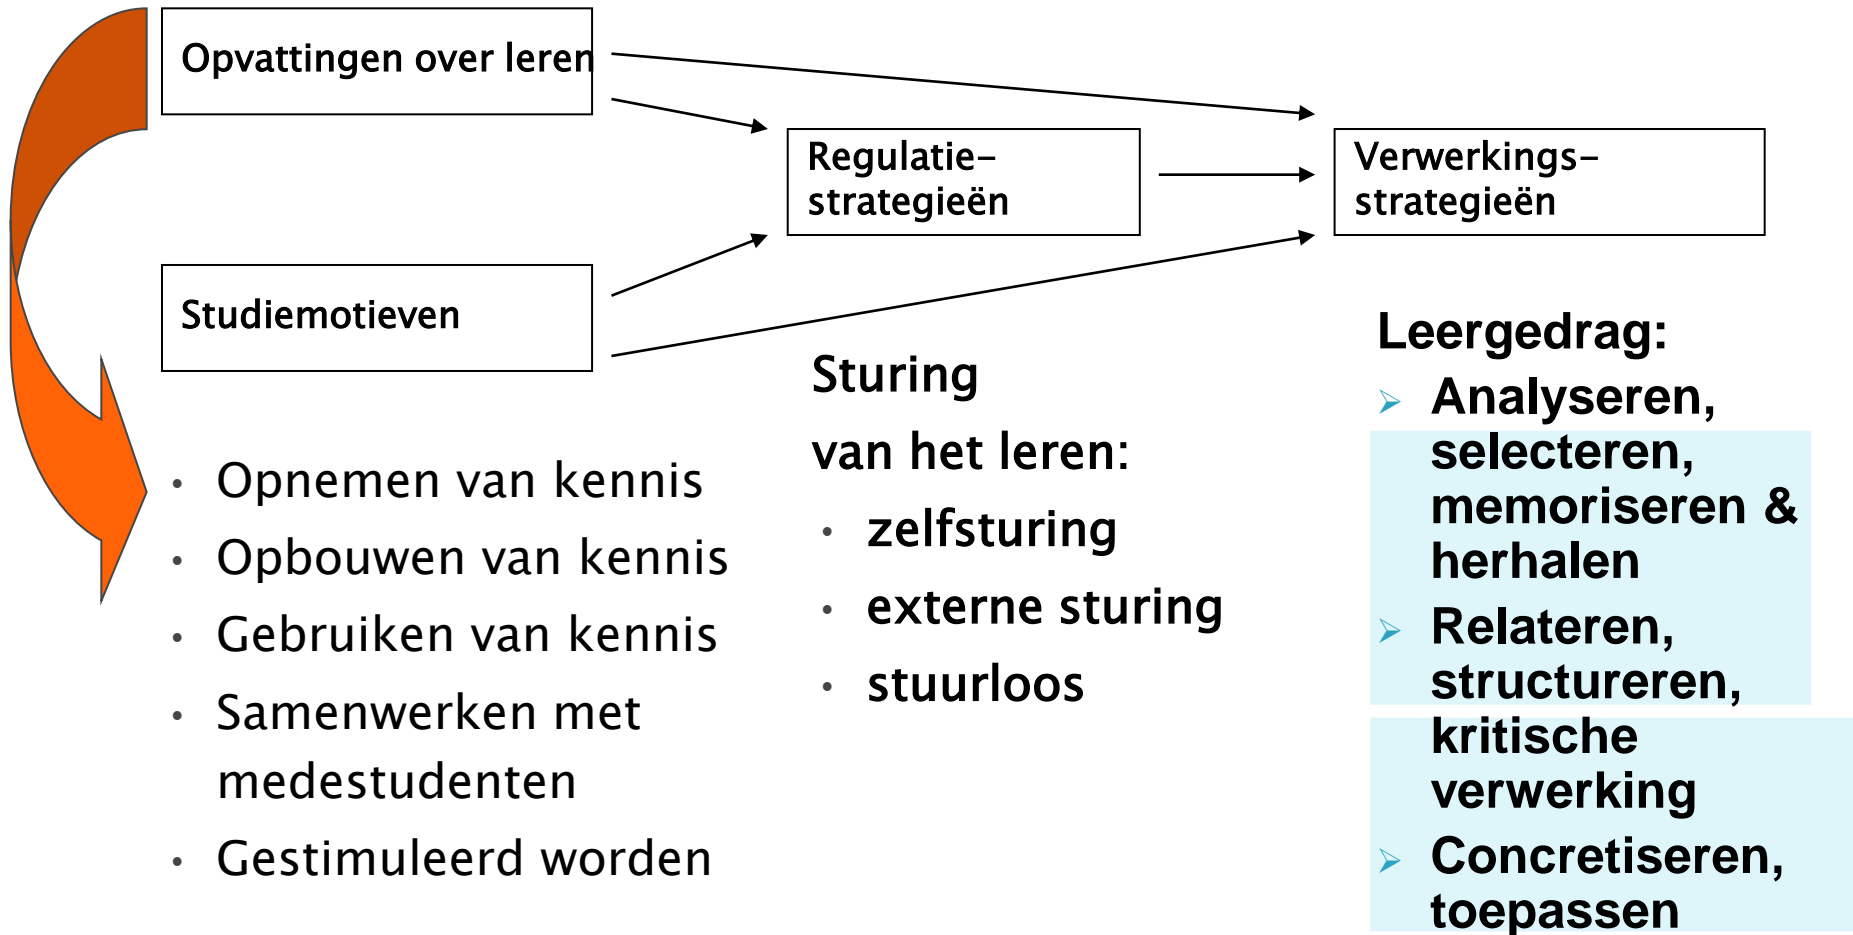 Opvattingen over leren
Regulatie-
strategieën
Verwerkings-
strategieën
Studiemotieven
• Opnemen van kennis
• Opbouwen van kennis
• Gebruiken van kennis
• Samenwerken met
medestudenten
• Gestimuleerd worden
Sturing
van het leren:
• zelfsturing
• externe sturing
• stuurloos
Leergedrag:
➢ Analyseren,
selecteren,
memoriseren &
herhalen
➢ Relateren,
structureren,
kritische
verwerking
➢ Concretiseren,
toepassen